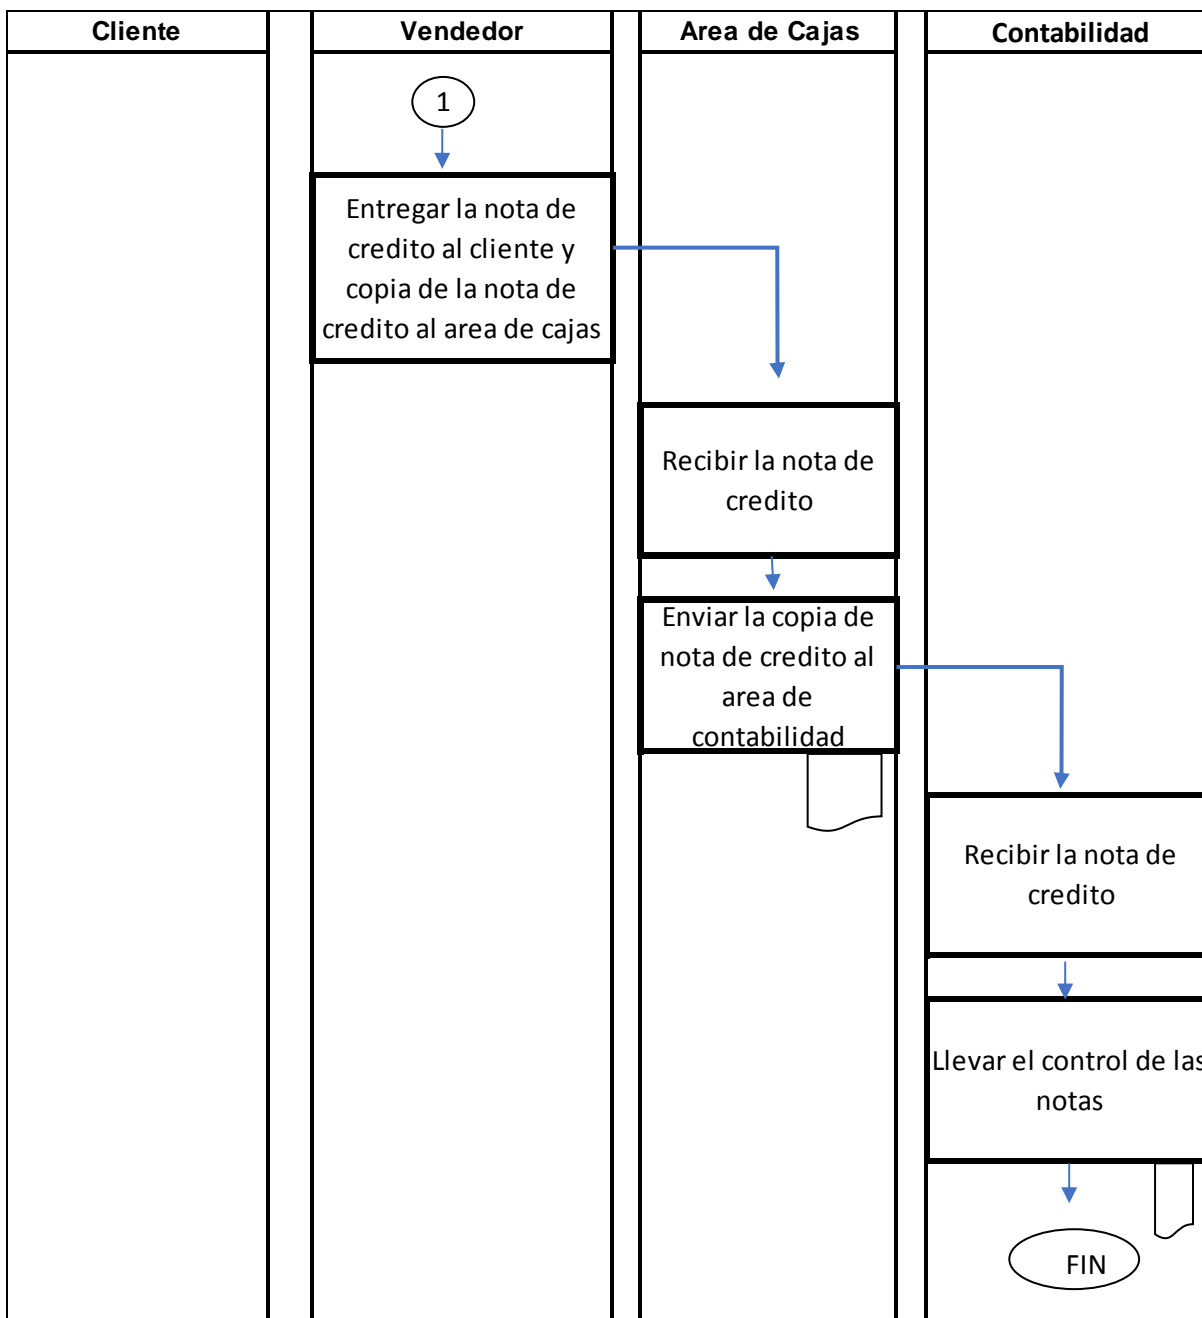 Cliente
Vendedor
Area de Cajas
Contabilidad
1
Entregar la nota de
credito al cliente y
copia de la nota de
credito al area de cajas
Recibir la nota de
credito
Enviar la copia de
nota de credito al
area de
contabilidad
Recibir la nota de
credito
Llevar el control de las
notas
FIN